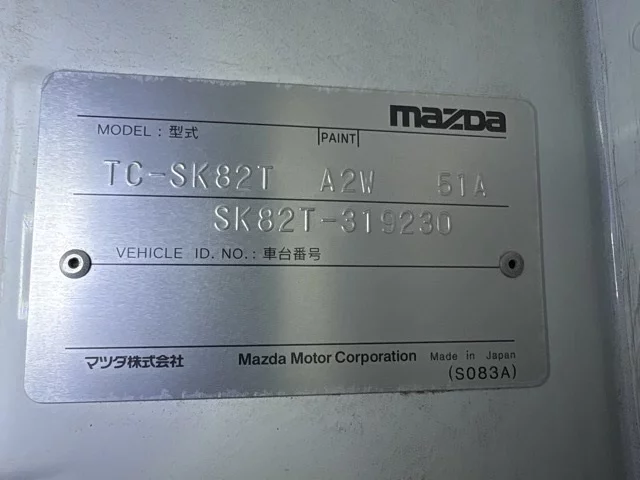 mazda
MODEL : 型式 PAINT
TC-SK82T A2W 51A
SK82T-319230
VEHICLE ID. NO. : 車台番号
マツダ株式会社 Mazda Motor Corporation Made in Japan
(S083A)